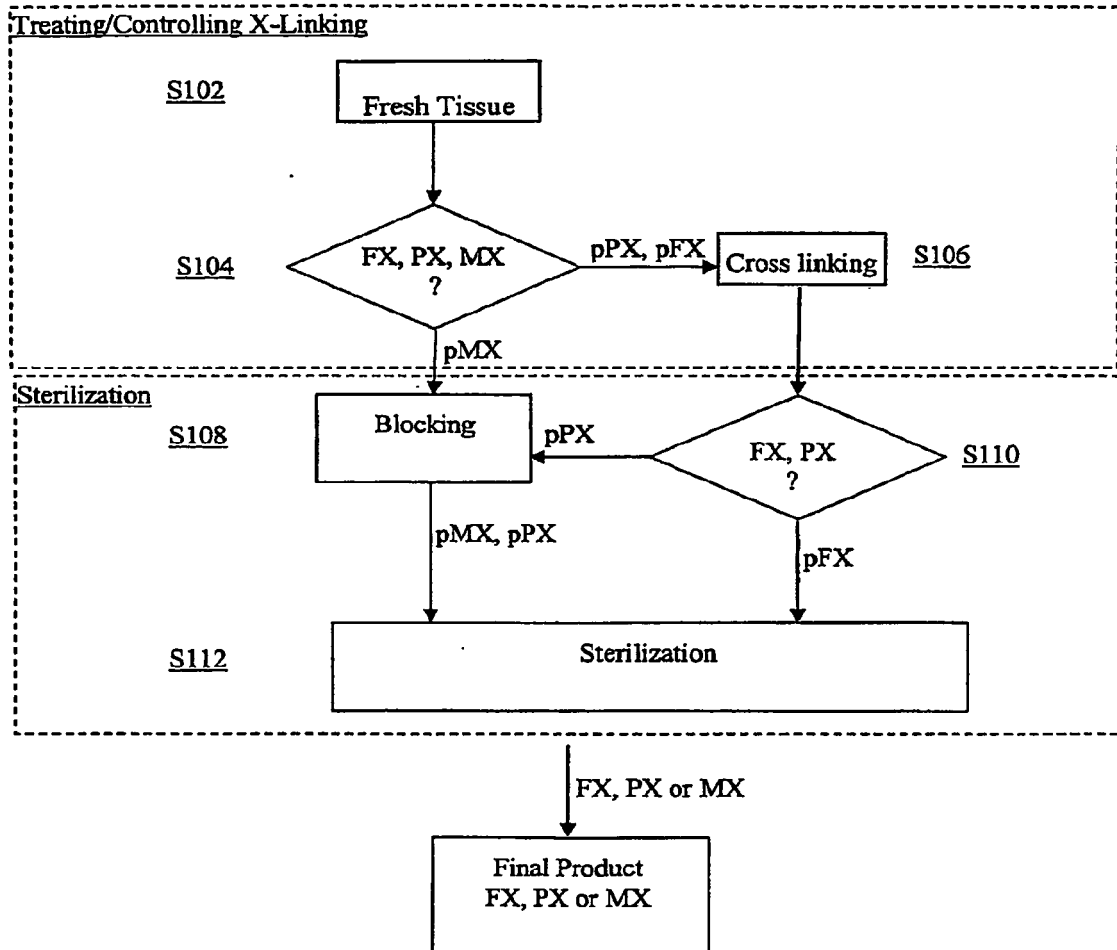 Treating/Controlling X-Linking
S102
Fresh Tissue
S104
FX, PX, MX
?
pPX, pFX
Cross linking
S106
pMX
Sterilization
S108
Blocking
pPX
FX, PX
?
S110
pMX, pPX
pFX
S112
Sterilization
FX, PX or MX
Final Product
FX, PX or MX